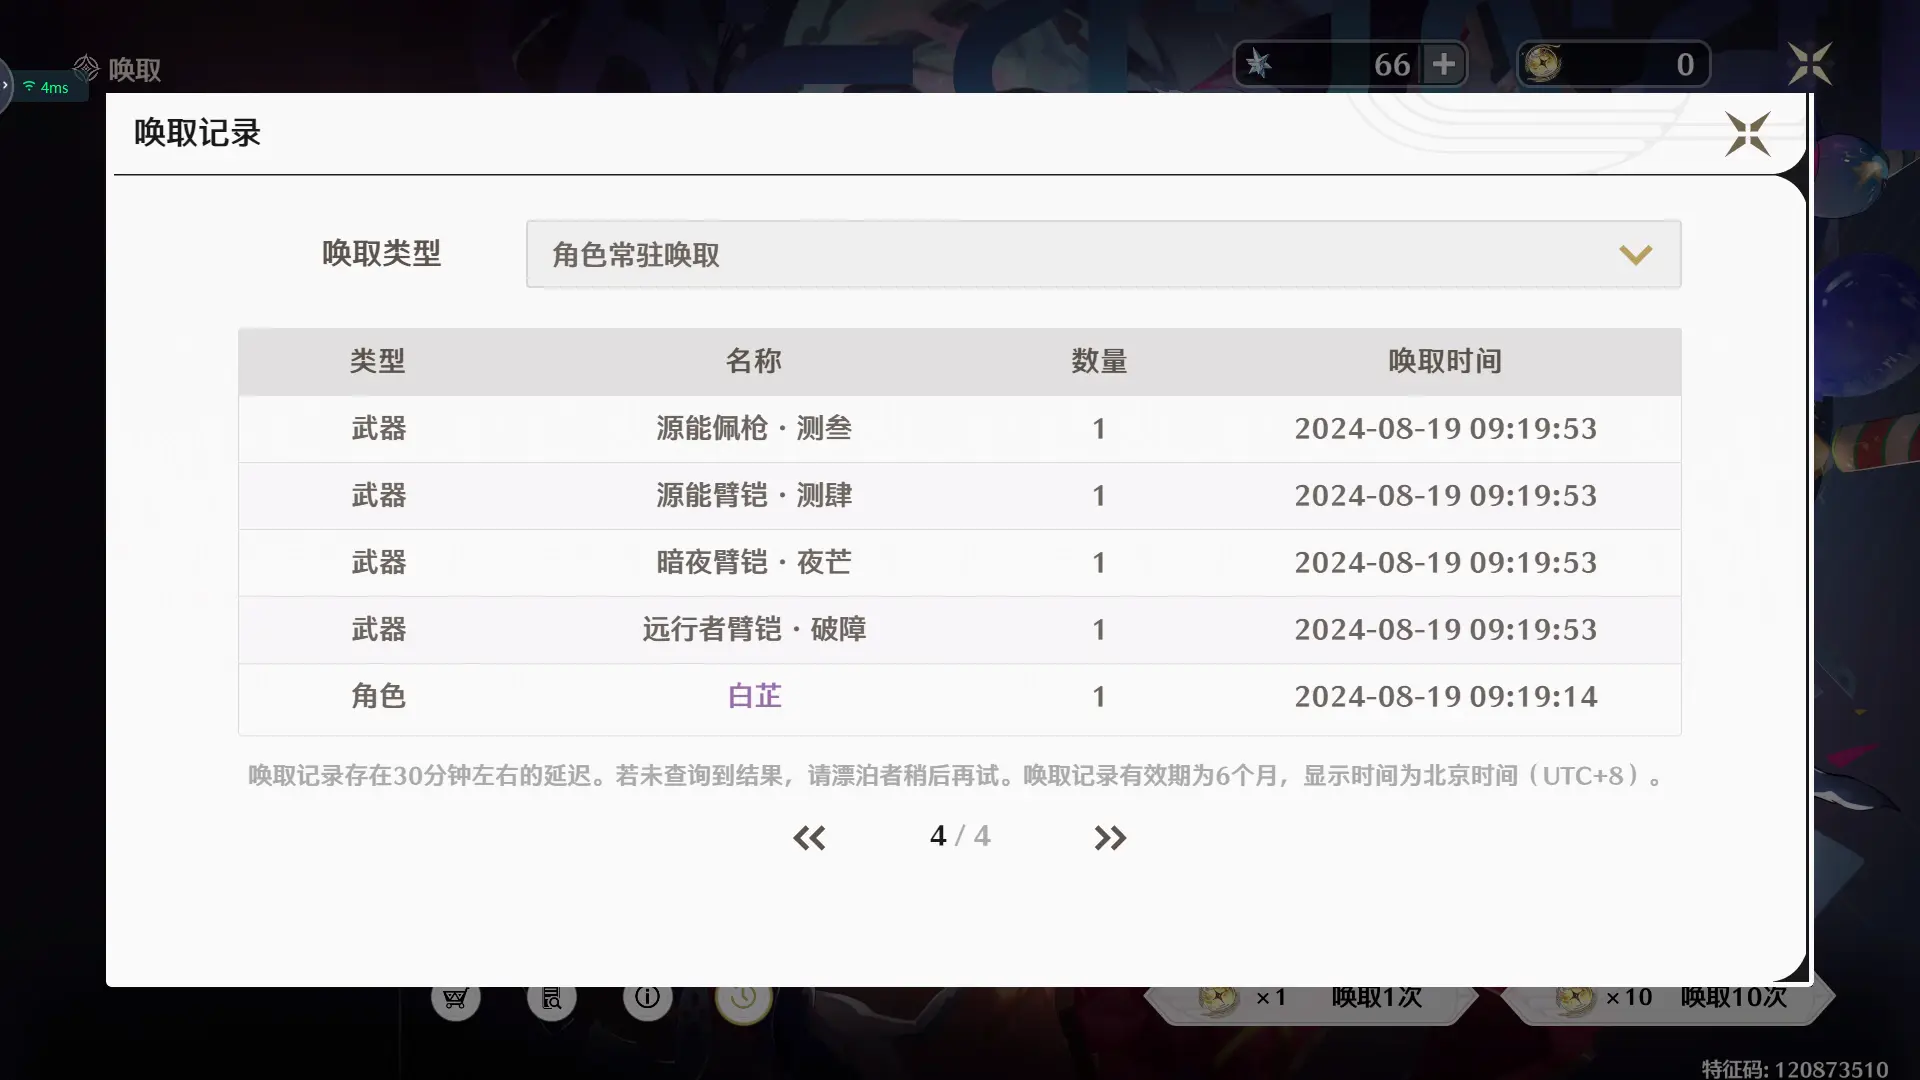 唤取
66
0
4ms
唤取记录
唤取类型 角色常驻唤取
类型 名称 数量 唤取时间
武器 源能佩枪·测叁 1 2024-08-19 09:19:53
武器 源能臂铠·测肆 1 2024-08-19 09:19:53
武器 暗夜臂铠·夜芒 1 2024-08-19 09:19:53
武器 远行者臂铠·破障 1 2024-08-19 09:19:53
角色 白芷 1 2024-08-19 09:19:14
唤取记录存在30分钟左右的延迟。若未查询到结果，请漂泊者稍后再试。唤取记录有效期为6个月，显示时间为北京时间（UTC+8）。
4 / 4
×1 唤取1次
×10 唤取10次
特征码: 120873510